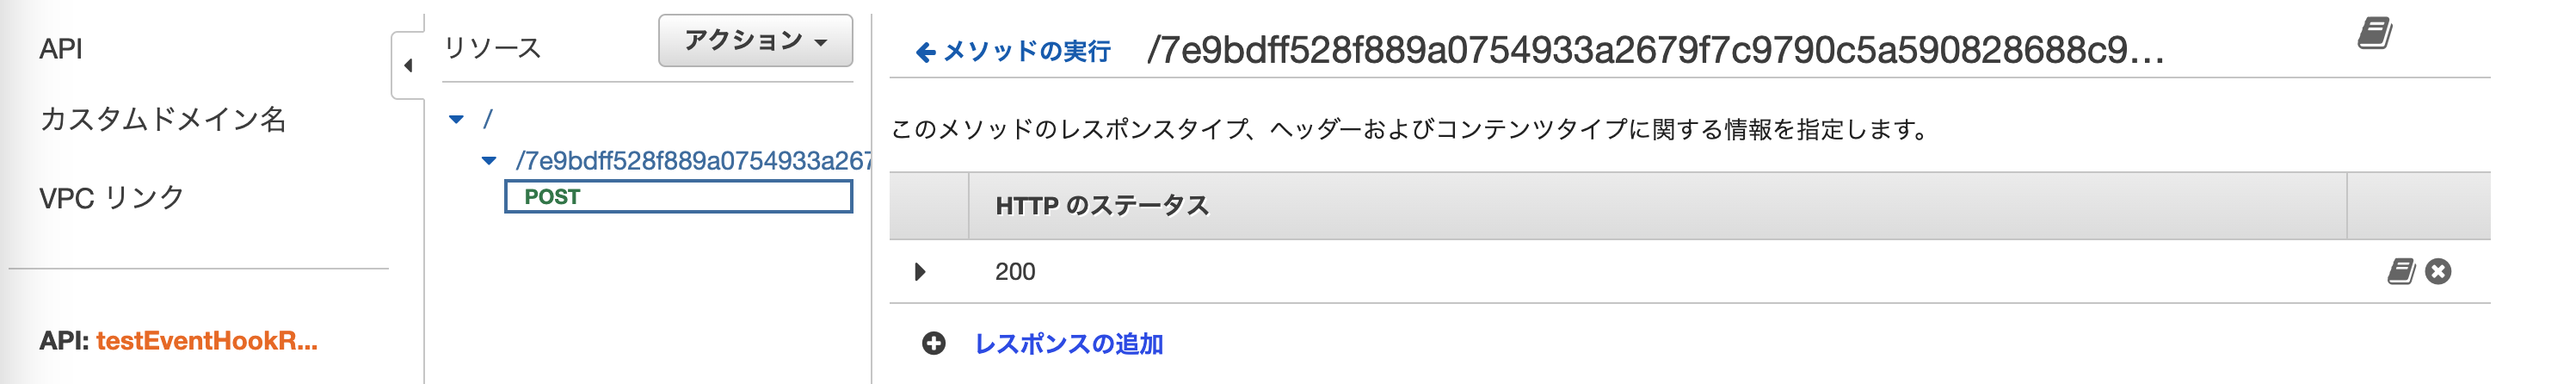 API
カスタムドメイン名
VPC リンク
API: testEventHookR...
リソース
アクション
/
/7e9bdff528f889a0754933a267
POST
メソッドの実行
/7e9bdff528f889a0754933a2679f7c9790c5a590828688c9...
このメソッドのレスポンスタイプ、ヘッダーおよびコンテンツタイプに関する情報を指定します。
HTTP のステータス
200
レスポンスの追加